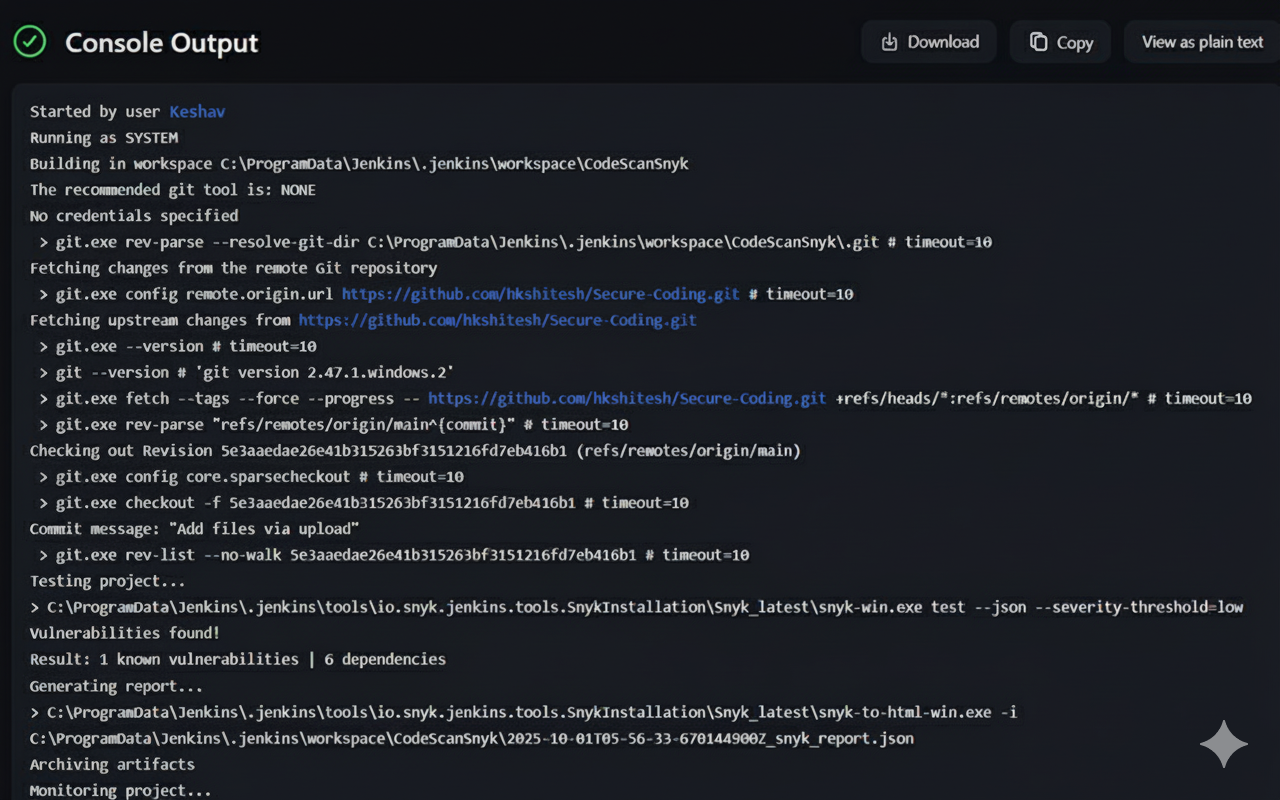 Console Output
Download
Copy
View as plain text
Started by user Keshav
Running as SYSTEM
Building in workspace C:\ProgramData\Jenkins\.jenkins\workspace\CodeScanSnyk
The recommended git tool is: NONE
No credentials specified
 > git.exe rev-parse --resolve-git-dir C:\ProgramData\Jenkins\.jenkins\workspace\CodeScanSnyk\.git # timeout=10
Fetching changes from the remote Git repository
 > git.exe config remote.origin.url https://github.com/hkshitesh/Secure-Coding.git # timeout=10
Fetching upstream changes from https://github.com/hkshitesh/Secure-Coding.git
 > git.exe --version # timeout=10
 > git --version # 'git version 2.47.1.windows.2'
 > git.exe fetch --tags --force --progress -- https://github.com/hkshitesh/Secure-Coding.git +refs/heads/*:refs/remotes/origin/* # timeout=10
 > git.exe rev-parse "refs/remotes/origin/main^{commit}" # timeout=10
Checking out Revision 5e3aaedae26e41b315263bf3151216fd7eb416b1 (refs/remotes/origin/main)
 > git.exe config core.sparsecheckout # timeout=10
 > git.exe checkout -f 5e3aaedae26e41b315263bf3151216fd7eb416b1 # timeout=10
Commit message: "Add files via upload"
 > git.exe rev-list --no-walk 5e3aaedae26e41b315263bf3151216fd7eb416b1 # timeout=10
Testing project...
> C:\ProgramData\Jenkins\.jenkins\tools\io.snyk.jenkins.tools.SnykInstallation\Snyk_latest\snyk-win.exe test --json --severity-threshold=low
Vulnerabilities found!
Result: 1 known vulnerabilities | 6 dependencies
Generating report...
> C:\ProgramData\Jenkins\.jenkins\tools\io.snyk.jenkins.tools.SnykInstallation\Snyk_latest\snyk-to-html-win.exe -i
C:\ProgramData\Jenkins\.jenkins\workspace\CodeScanSnyk\2025-10-01T05-56-33-670144900Z_snyk_report.json
Archiving artifacts
Monitoring project...